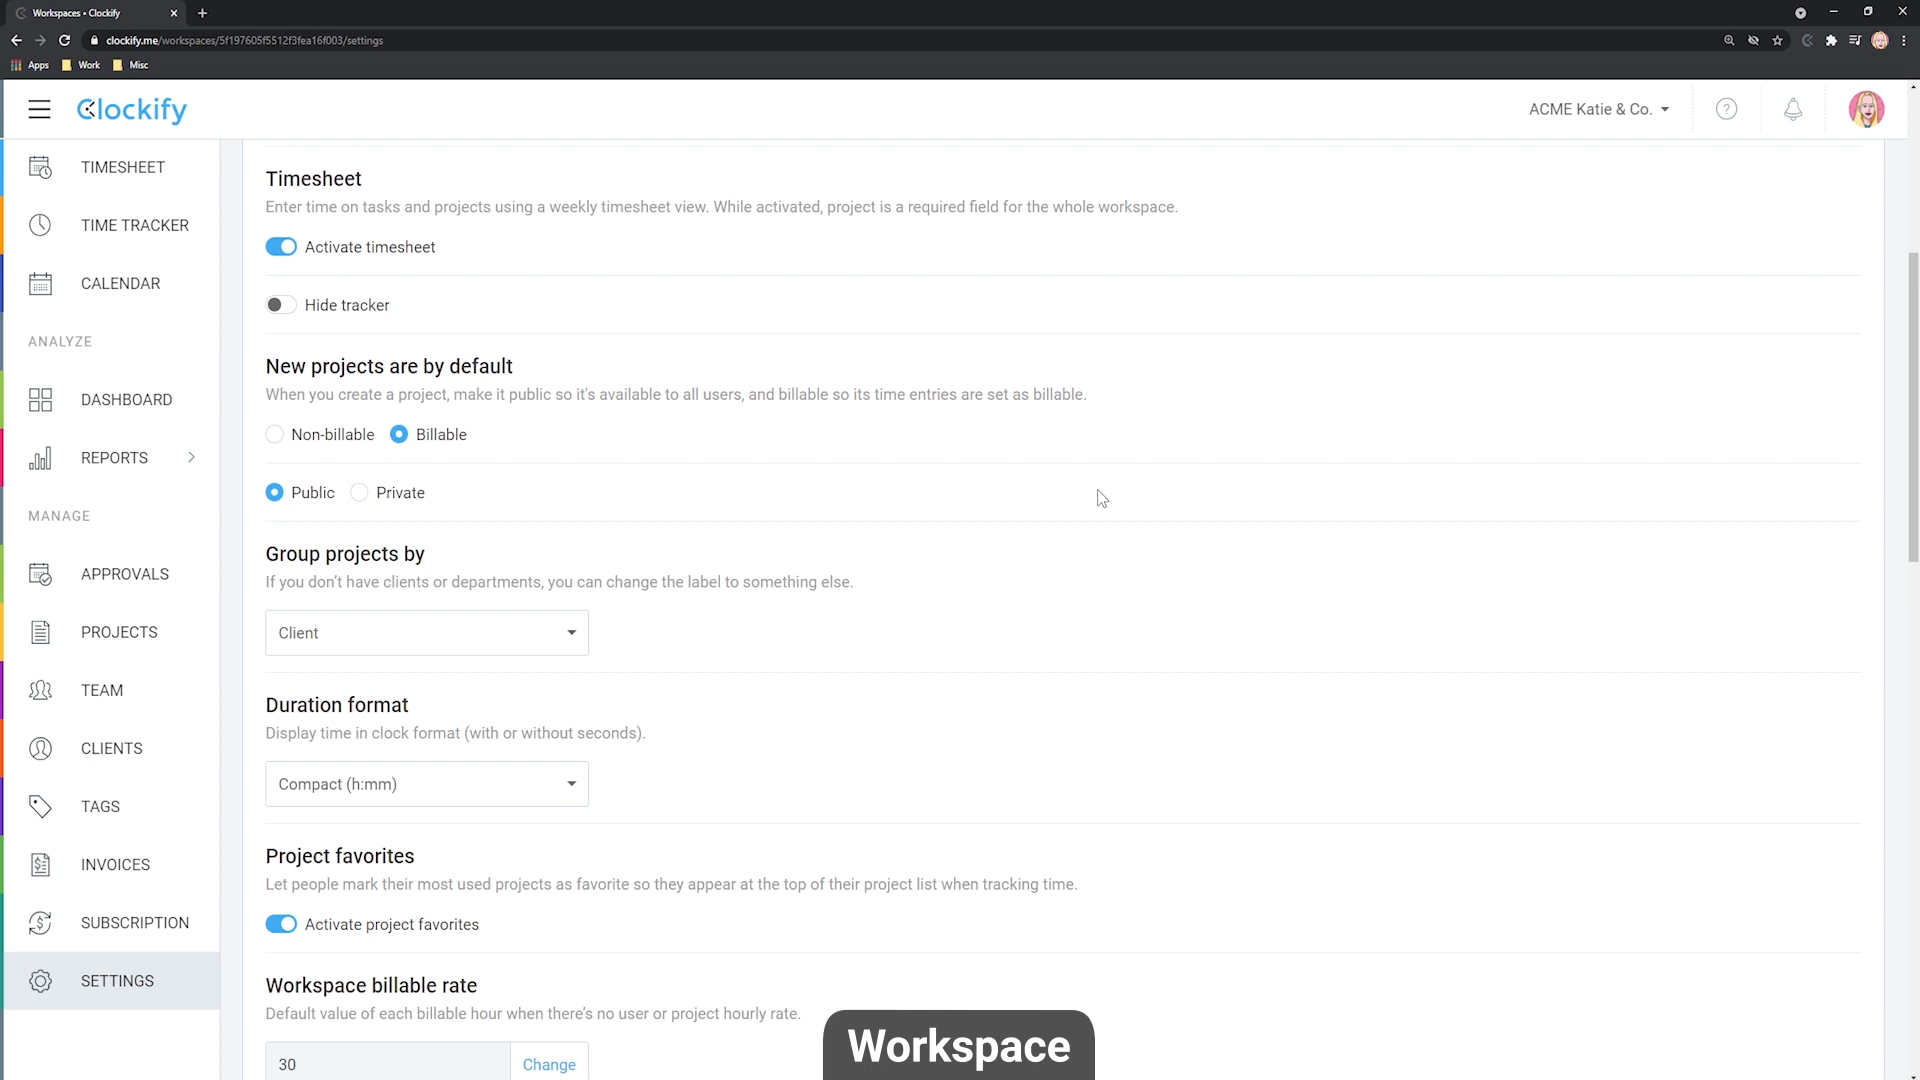 Workspaces • Clockify
clockify.me/workspaces/5f197605f5512f3fea16f003/settings
Apps Work Misc
Clockify
ACME Katie & Co.
TIMESHEET
TIME TRACKER
CALENDAR
ANALYZE
DASHBOARD
REPORTS
MANAGE
APPROVALS
PROJECTS
TEAM
CLIENTS
TAGS
INVOICES
SUBSCRIPTION
SETTINGS
Timesheet
Enter time on tasks and projects using a weekly timesheet view. While activated, project is a required field for the whole workspace.
Activate timesheet
Hide tracker
New projects are by default
When you create a project, make it public so it's available to all users, and billable so its time entries are set as billable.
Non-billable Billable
Public Private
Group projects by
If you don't have clients or departments, you can change the label to something else.
Client
Duration format
Display time in clock format (with or without seconds).
Compact (h:mm)
Project favorites
Let people mark their most used projects as favorite so they appear at the top of their project list when tracking time.
Activate project favorites
Workspace billable rate
Default value of each billable hour when there's no user or project hourly rate.
30 Change
Workspace